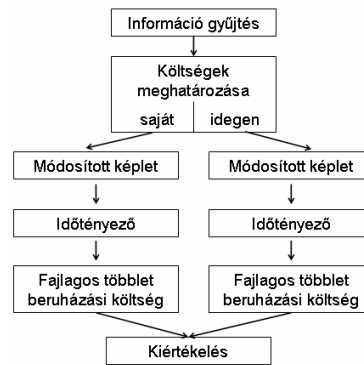 Információ gyűjtés
Költségek
meghatározása
saját idegen
Módosított képlet
Módosított képlet
Időtényező
Időtényező
Fajlagos többlet
beruházási költség
Fajlagos többlet
beruházási költség
Kiértékelés